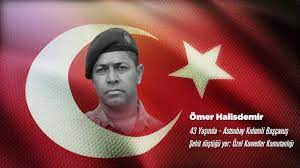 Ömer Halisdemir
43 Yaşında - Astsubay Kıdemli Başçavuş
Şehit düştüğü yer: Özel Kuvvetler Komutanlığı